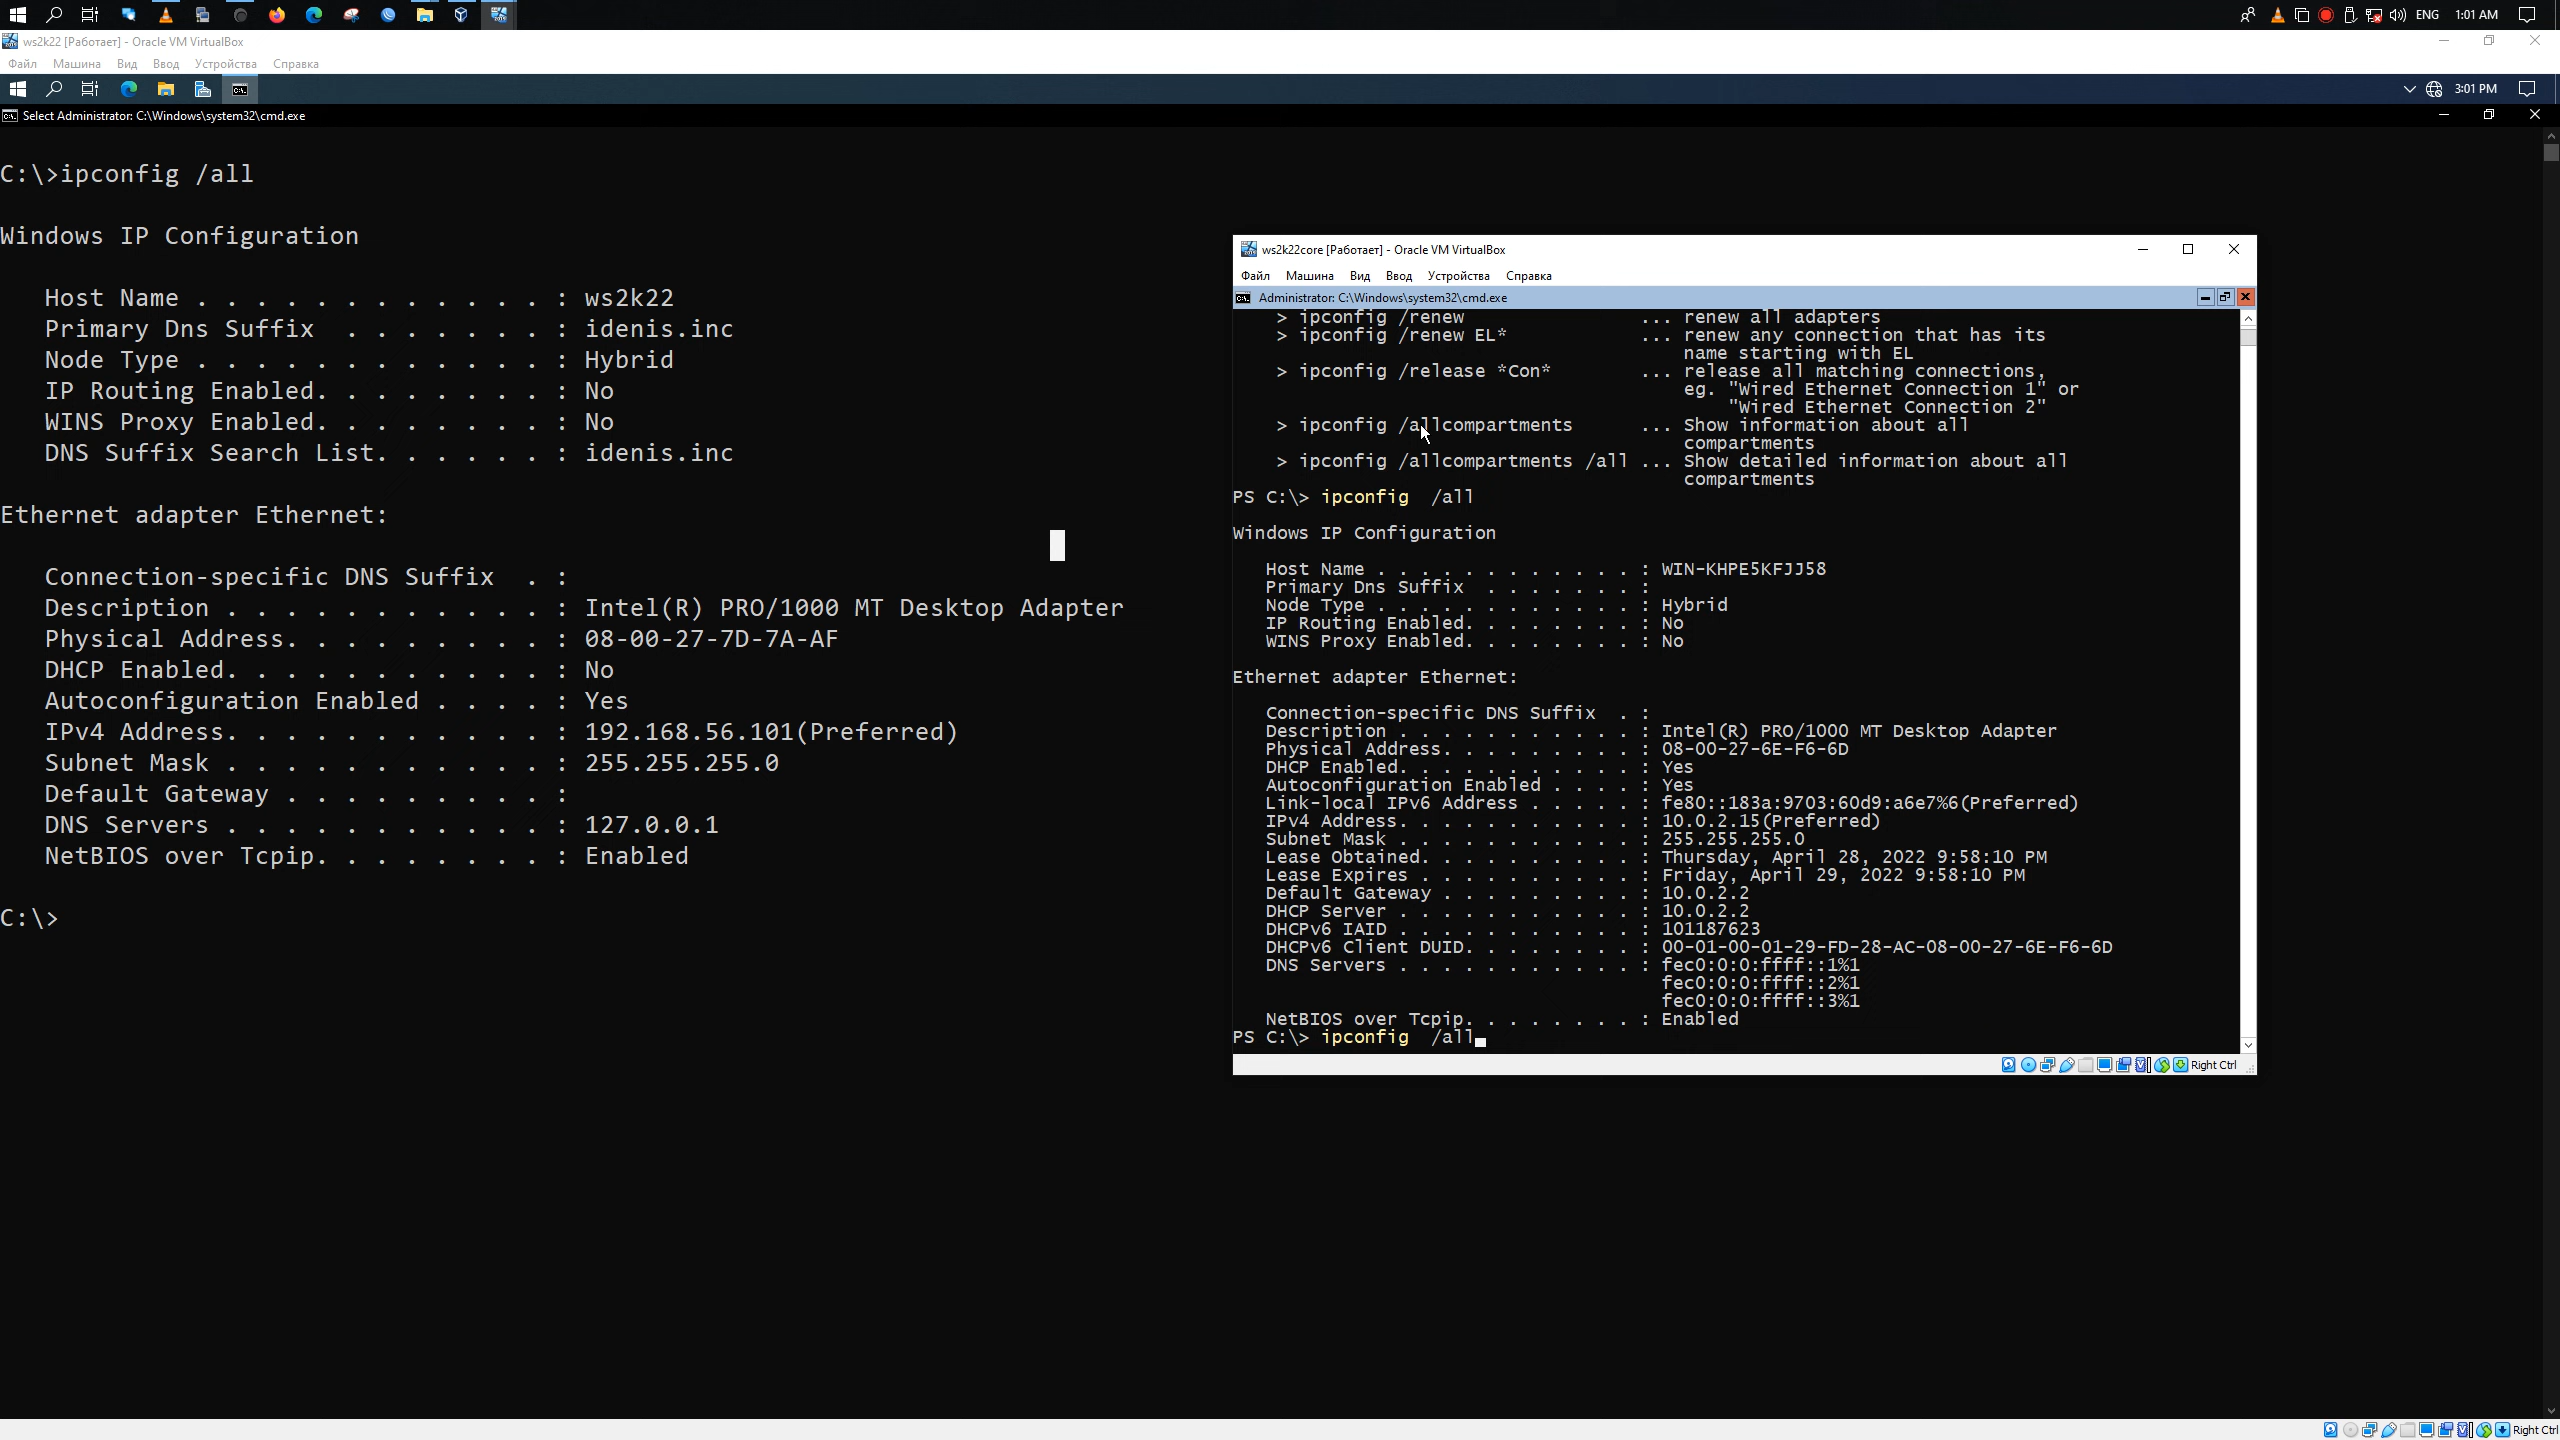 ENG 1:01 AM
ws2k22 [Работает] - Oracle VM VirtualBox
Файл Машина Вид Ввод Устройства Справка
3:01 PM
Select Administrator: C:\Windows\system32\cmd.exe
C:\>ipconfig /all
Windows IP Configuration
Host Name . . . . . . . . . . . . : ws2k22
Primary Dns Suffix . . . . . . . : idenis.inc
Node Type . . . . . . . . . . . . : Hybrid
IP Routing Enabled. . . . . . . . : No
WINS Proxy Enabled. . . . . . . . : No
DNS Suffix Search List. . . . . . : idenis.inc
Ethernet adapter Ethernet:
Connection-specific DNS Suffix . :
Description . . . . . . . . . . . : Intel(R) PRO/1000 MT Desktop Adapter
Physical Address. . . . . . . . . : 08-00-27-7D-7A-AF
DHCP Enabled. . . . . . . . . . . : No
Autoconfiguration Enabled . . . . : Yes
IPv4 Address. . . . . . . . . . . : 192.168.56.101(Preferred)
Subnet Mask . . . . . . . . . . . : 255.255.255.0
Default Gateway . . . . . . . . . :
DNS Servers . . . . . . . . . . . : 127.0.0.1
NetBIOS over Tcpip. . . . . . . . : Enabled
C:\>
ws2k22core [Работает] - Oracle VM VirtualBox
Файл Машина Вид Ввод Устройства Справка
Administrator: C:\Windows\system32\cmd.exe
> ipconfig /renew ... renew all adapters
> ipconfig /renew EL* ... renew any connection that has its
name starting with EL
> ipconfig /release *Con* ... release all matching connections,
eg. "Wired Ethernet Connection 1" or
"Wired Ethernet Connection 2"
> ipconfig /allcompartments ... Show information about all
compartments
> ipconfig /allcompartments /all ... Show detailed information about all
compartments
PS C:\> ipconfig /all
Windows IP Configuration
Host Name . . . . . . . . . . . . : WIN-KHPE5KFJJ58
Primary Dns Suffix . . . . . . . :
Node Type . . . . . . . . . . . . : Hybrid
IP Routing Enabled. . . . . . . . : No
WINS Proxy Enabled. . . . . . . . : No
Ethernet adapter Ethernet:
Connection-specific DNS Suffix . :
Description . . . . . . . . . . . : Intel(R) PRO/1000 MT Desktop Adapter
Physical Address. . . . . . . . . : 08-00-27-6E-F6-6D
DHCP Enabled. . . . . . . . . . . : Yes
Autoconfiguration Enabled . . . . : Yes
Link-local IPv6 Address . . . . . : fe80::183a:9703:60d9:a6e7%6(Preferred)
IPv4 Address. . . . . . . . . . . : 10.0.2.15(Preferred)
Subnet Mask . . . . . . . . . . . : 255.255.255.0
Lease Obtained. . . . . . . . . . : Thursday, April 28, 2022 9:58:10 PM
Lease Expires . . . . . . . . . . : Friday, April 29, 2022 9:58:10 PM
Default Gateway . . . . . . . . . : 10.0.2.2
DHCP Server . . . . . . . . . . . : 10.0.2.2
DHCPv6 IAID . . . . . . . . . . . : 101187623
DHCPv6 Client DUID. . . . . . . . : 00-01-00-01-29-FD-28-AC-08-00-27-6E-F6-6D
DNS Servers . . . . . . . . . . . : fec0:0:0:ffff::1%1
fec0:0:0:ffff::2%1
fec0:0:0:ffff::3%1
NetBIOS over Tcpip. . . . . . . . : Enabled
PS C:\> ipconfig /all
Right Ctrl
Right Ctrl